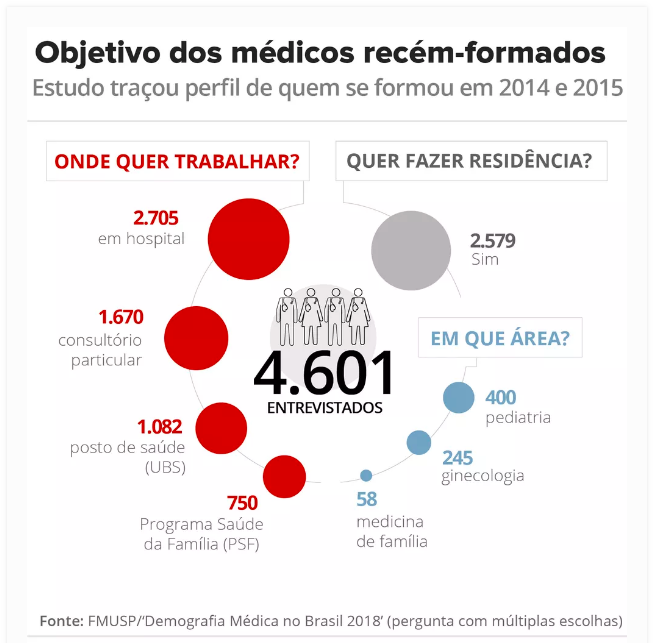 Objetivo dos médicos recém-formados
Estudo traçou perfil de quem se formou em 2014 e 2015
ONDE QUER TRABALHAR?
2.705
em hospital
1.670
consultório
particular
1.082
posto de saúde
(UBS)
750
Programa Saúde
da Família (PSF)
4.601
ENTREVISTADOS
QUER FAZER RESIDÊNCIA?
2.579
Sim
EM QUE ÁREA?
400
pediatria
245
ginecologia
58
medicina
de família
Fonte: FMUSP/‘Demografia Médica no Brasil 2018’ (pergunta com múltiplas escolhas)